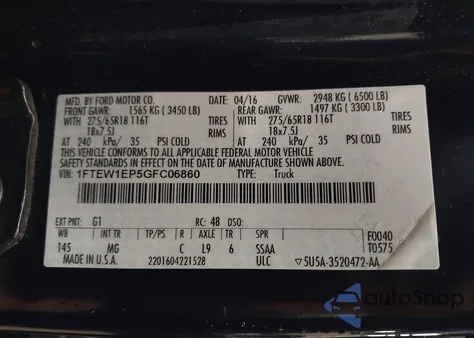 MFD. BY FORD MOTOR CO. 04/16 GVWR: 2948 KG (6500 LB)
FRONT GAWR: 1565 KG (3450 LB) REAR GAWR: 1497 KG (3300 LB)
WITH 275/65R18 116T TIRES WITH 275/65R18 116T TIRES
18x7.5J RIMS 18x7.5J RIMS
AT 240 kPa/ 35 PSI COLD AT 240 kPa/ 35 PSI COLD
THIS VEHICLE CONFORMS TO ALL APPLICABLE FEDERAL MOTOR VEHICLE
SAFETY STANDARDS IN EFFECT ON THE DATE OF MANUFACTURE SHOWN ABOVE.
VIN: 1FTEW1EP5GFC06860 TYPE: Truck
EXT PNT: G1 RC: 48 DSO: F0040
WB INT TR TP/PS R AXLE TR SPR T0575
145 MG C L9 6 SSAA
MADE IN U.S.A. 2201604221528 ULC ▽5U5A-3520472-AA
autoSnap